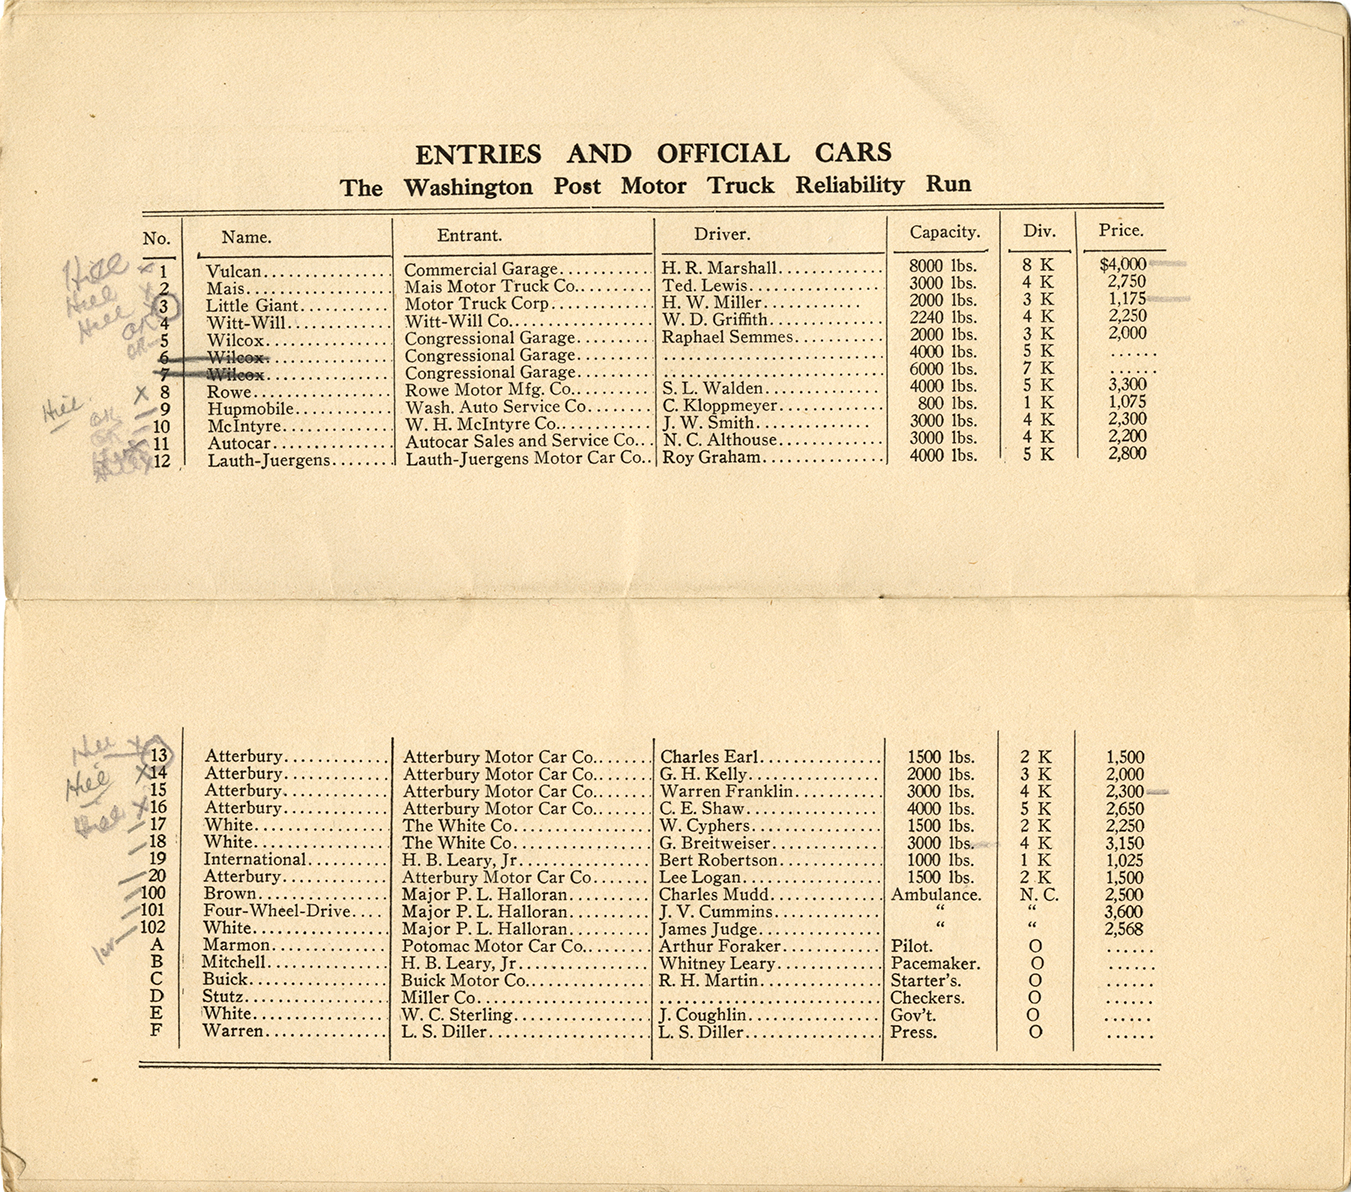 ENTRIES AND OFFICIAL CARS
The Washington Post Motor Truck Reliability Run
No. Name. Entrant. Driver. Capacity. Div. Price.
Hill x 1 Vulcan................ Commercial Garage........... H. R. Marshall............. 8000 lbs. 8 K $4,000
Hill x 2 Mais.................. Mais Motor Truck Co......... Ted. Lewis................. 3000 lbs. 4 K 2,750
Hill x 3 Little Giant........... Motor Truck Corp............ H. W. Miller............... 2000 lbs. 3 K 1,175
OK 4 Witt-Will............. Witt-Will Co................ W. D. Griffith............. 2240 lbs. 4 K 2,250
OK 5 Wilcox................ Congressional Garage........ Raphael Semmes............. 2000 lbs. 3 K 2,000
6 Wilcox................ Congressional Garage........ .......................... 4000 lbs. 5 K ......
7 Wilcox................ Congressional Garage........ .......................... 6000 lbs. 7 K ......
x 8 Rowe.................. Rowe Motor Mfg. Co.......... S. L. Walden............... 4000 lbs. 5 K 3,300
Hill 9 Hupmobile............. Wash. Auto Service Co....... C. Kloppmeyer.............. 800 lbs. 1 K 1,075
OK 10 McIntyre.............. W. H. McIntyre Co........... J. W. Smith............. 3000 lbs. 4 K 2,300
OK x 11 Autocar............... Autocar Sales and Service Co... N. C. Althouse............. 3000 lbs. 4 K 2,200
x 12 Lauth-Juergens........ Lauth-Juergens Motor Car Co.. Roy Graham................. 4000 lbs. 5 K 2,800
Hill x 13 Atterbury............. Atterbury Motor Car Co....... Charles Earl............... 1500 lbs. 2 K 1,500
x 14 Atterbury............. Atterbury Motor Car Co....... G. H. Kelly................ 2000 lbs. 3 K 2,000
Hill 15 Atterbury............. Atterbury Motor Car Co....... Warren Franklin............ 3000 lbs. 4 K 2,300
Hill x 16 Atterbury............. Atterbury Motor Car Co....... C. E. Shaw................. 4000 lbs. 5 K 2,650
17 White................. The White Co................ W. Cyphers................. 1500 lbs. 2 K 2,250
18 White................. The White Co................ G. Breitweiser............. 3000 lbs. 4 K 3,150
19 International.......... H. B. Leary, Jr............. Bert Robertson............. 1000 lbs. 1 K 1,025
20 Atterbury............. Atterbury Motor Car Co....... Lee Logan.................. 1500 lbs. 2 K 1,500
100 Brown................. Major P. L. Halloran......... Charles Mudd............... Ambulance. N. C. 2,500
101 Four-Wheel-Drive.... Major P. L. Halloran......... J. V. Cummins.............. “ “ 3,600
102 White................. Major P. L. Halloran......... James Judge................ “ “ 2,568
A Marmon................ Potomac Motor Car Co........ Arthur Foraker............. Pilot. O ......
B Mitchell.............. H. B. Leary, Jr............. Whitney Leary.............. Pacemaker. O ......
C Buick................. Buick Motor Co.............. R. H. Martin............... Starter's. O ......
D Stutz................. Miller Co................... .......................... Checkers. O ......
E White................. W. C. Sterling.............. J. Coughlin................ Gov't. O ......
F Warren................ L. S. Diller................ L. S. Diller............... Press. O ......